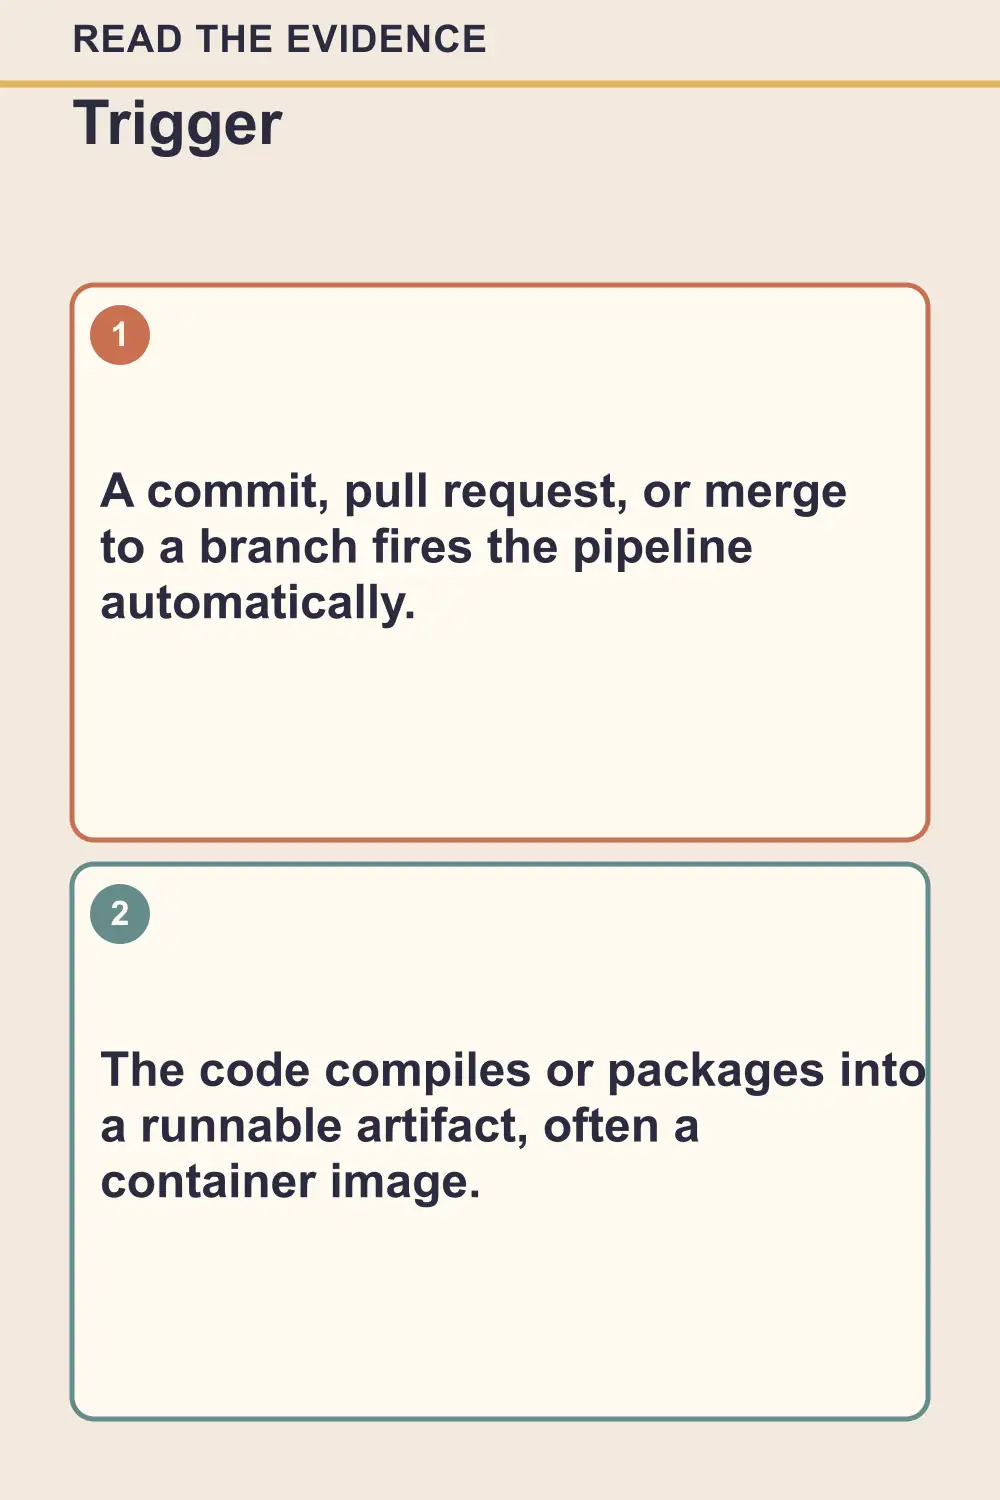 READ THE EVIDENCE
Trigger
1
A commit, pull request, or merge
to a branch fires the pipeline
automatically.
2
The code compiles or packages into
a runnable artifact, often a
container image.